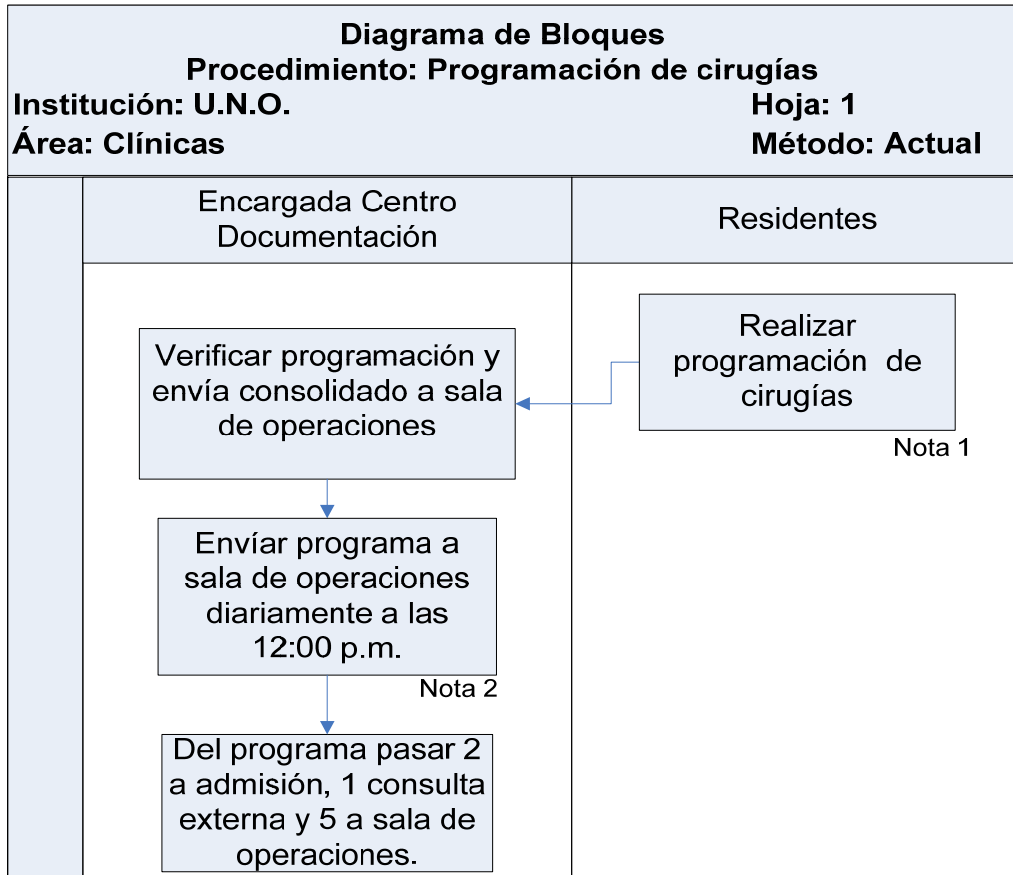 Diagrama de Bloques
Procedimiento: Programación de cirugías
Institución: U.N.O.
Hoja: 1
Área: Clínicas
Método: Actual
Encargada Centro
Documentación
Residentes
Realizar
programación de
cirugías
Nota 1
Verificar programación y
envía consolidado a sala
de operaciones
Envíar programa a
sala de operaciones
diariamente a las
12:00 p.m.
Nota 2
Del programa pasar 2
a admisión, 1 consulta
externa y 5 a sala de
operaciones.